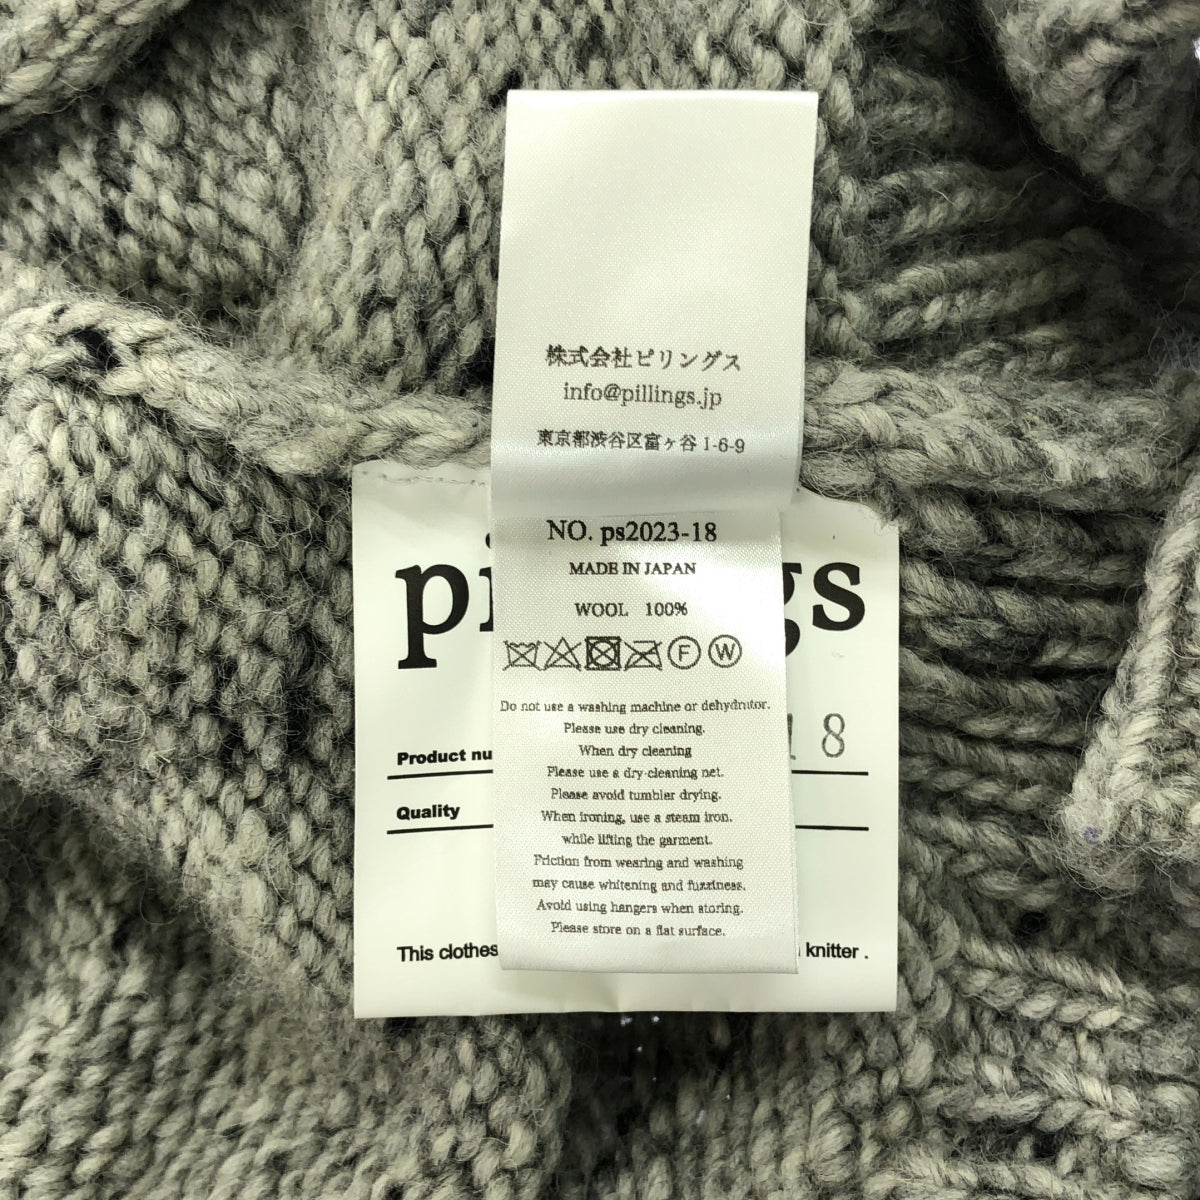 株式会社ピリングス
info@pillings.jp
東京都渋谷区富ヶ谷 1-6-9
NO. ps2023-18
MADE IN JAPAN
WOOL 100%
F W
Do not use a washing machine or dehydrator.
Please use dry cleaning.
When dry cleaning
Please use a dry-cleaning net.
Please avoid tumbler drying.
When ironing, use a steam iron.
while lifting the garment.
Friction from wearing and washing
may cause whitening and fuzziness.
Avoid using hangers when storing.
Please store on a flat surface.
Product
18
Quality
This clothes knitter .